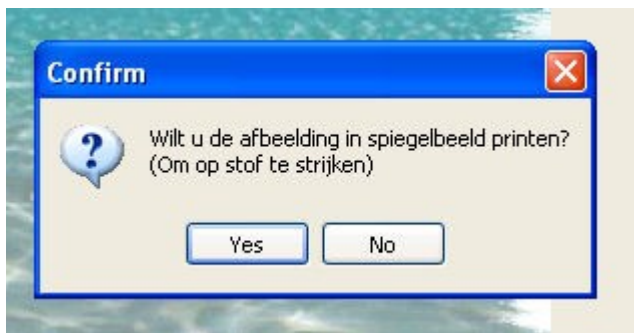 Confirm
Wilt u de afbeelding in spiegelbeeld printen?
(Om op stof te strijken)
Yes
No